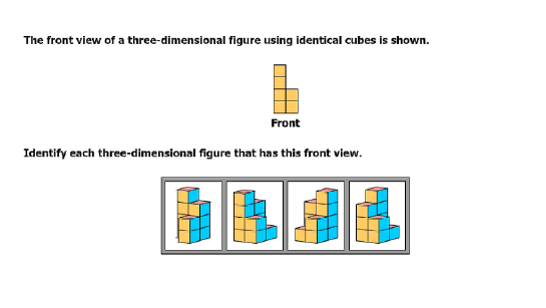 The front view of a three-dimensional figure using identical cubes is shown.
Front
Identify each three-dimensional figure that has this front view.